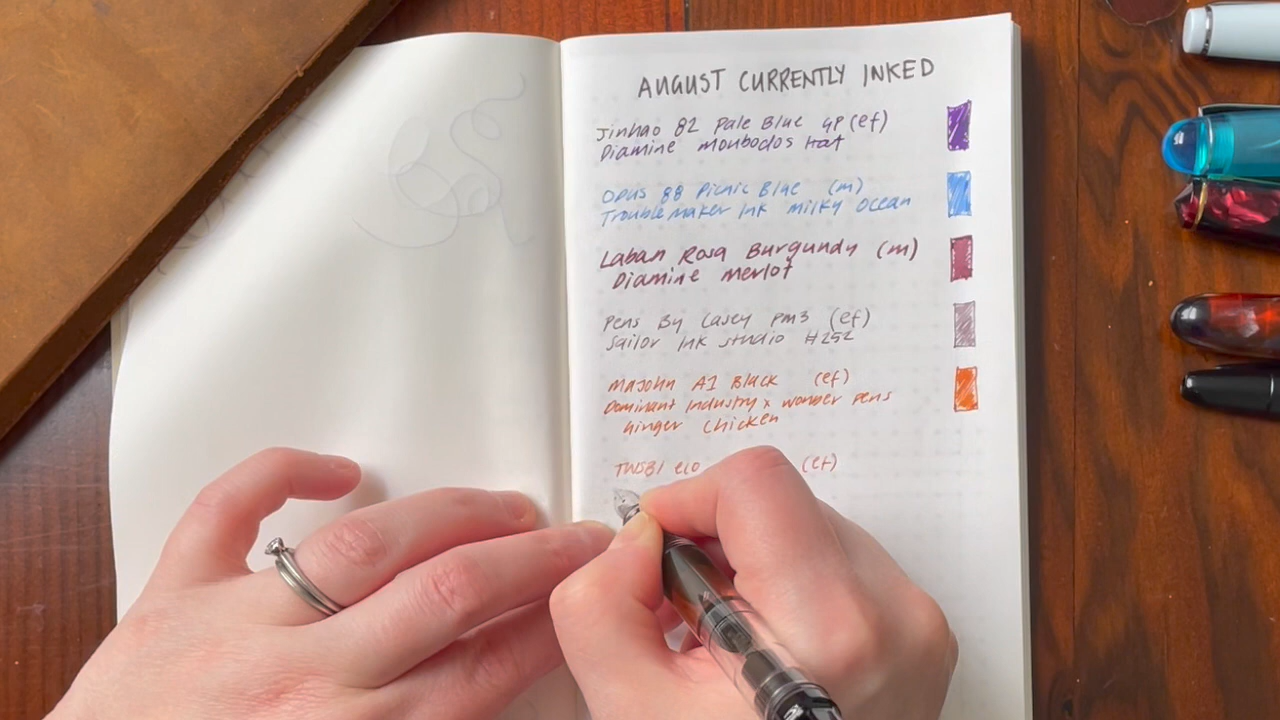 AUGUST CURRENTLY INKED
Jinhao 82 Pale Blue GP (ef)
Diamine Monboddos Hat
Opus 88 Picnic Blue (m)
Troublemaker Ink Milky Ocean
Laban Rosa Burgundy (m)
Diamine Merlot
Pens By Casey PM3 (ef)
Sailor Ink Studio #252
Majohn A1 Black (ef)
Dominant Industry x Wonder Pens
Ginger Chicken
TWSBI eco (ef)